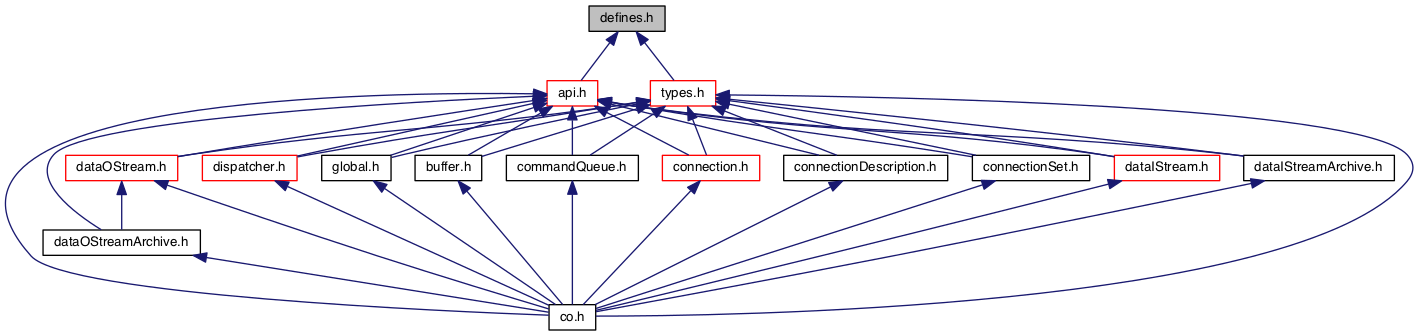 defines.h
api.h
types.h
dataOStream.h
dispatcher.h
global.h
buffer.h
commandQueue.h
connection.h
connectionDescription.h
connectionSet.h
dataIStream.h
dataIStreamArchive.h
dataOStreamArchive.h
co.h